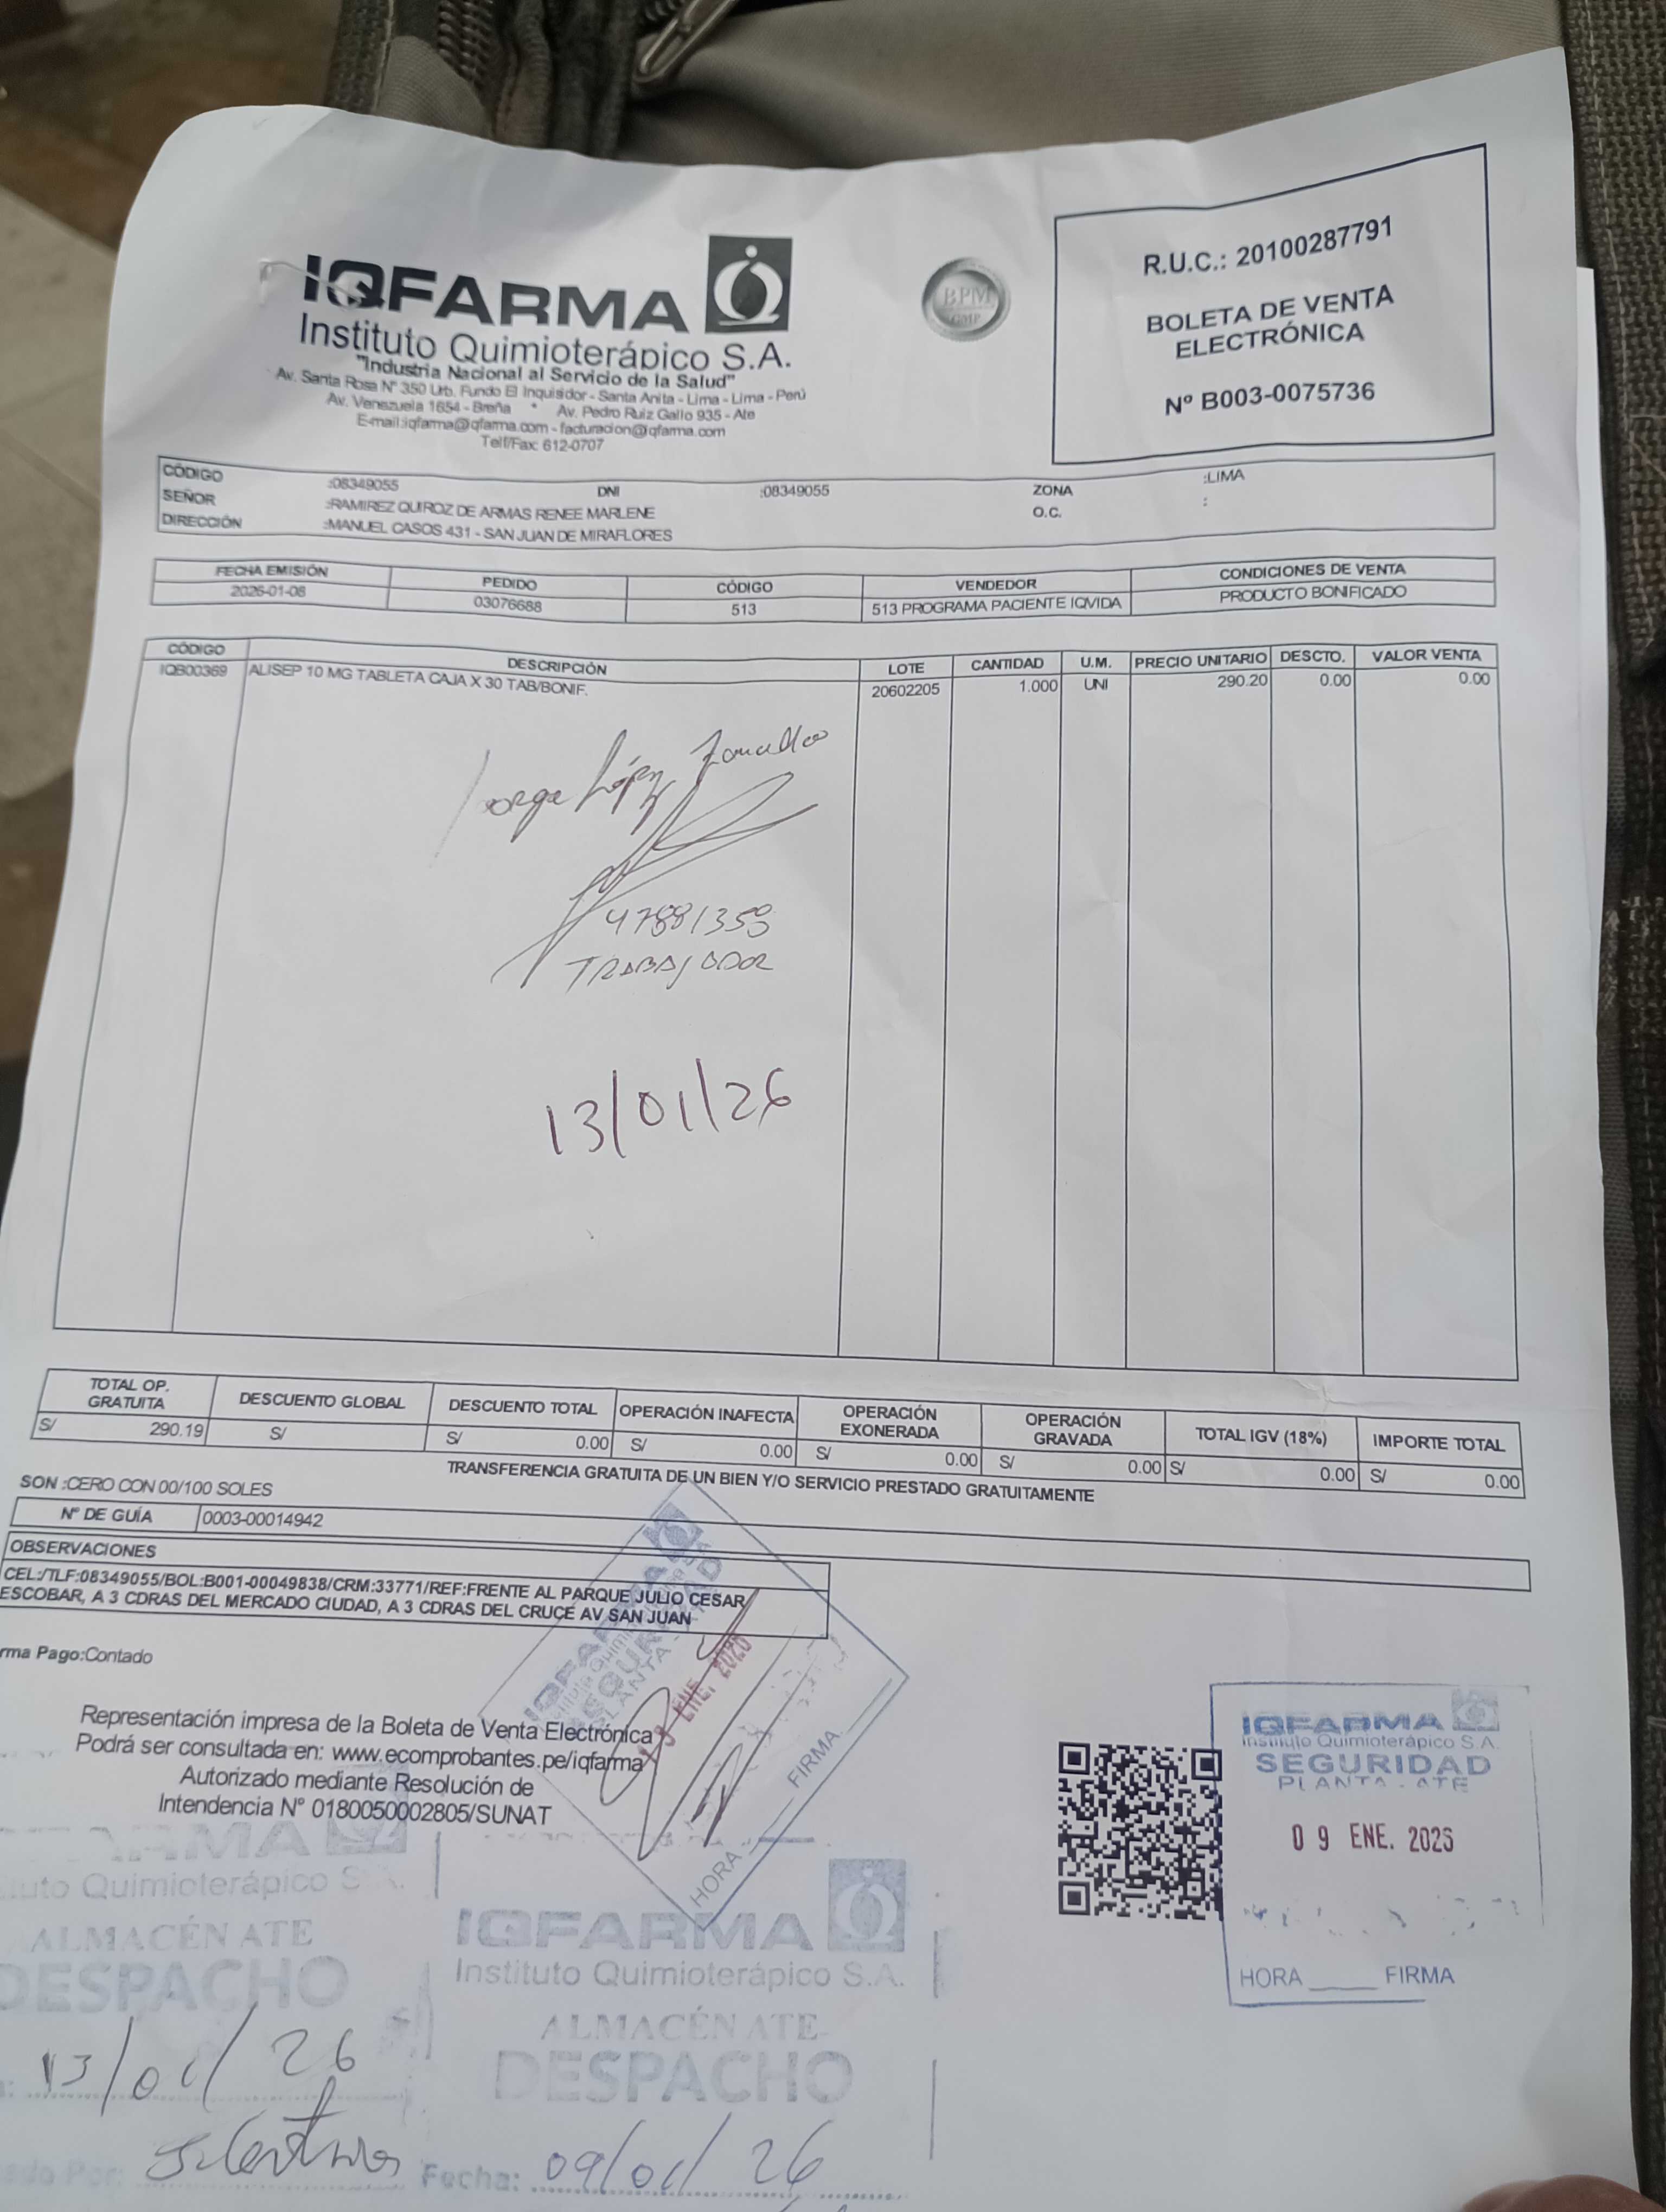 IQFARMA
Instituto Quimioterápico S.A.
"Industria Nacional al Servicio de la Salud"
Av. Santa Rosa N° 350 Urb. Fundo El Inquisidor - Santa Anita - Lima - Lima - Perú
Av. Venezuela 1654 - Breña * Av. Pedro Ruiz Gallo 935 - Ate
E-mail:iqfarma@iqfarma.com - facturacion@iqfarma.com
Telf/Fax: 612-0707
BPM
GMP
R.U.C.: 20100287791
BOLETA DE VENTA
ELECTRÓNICA
Nº B003-0075736
CÓDIGO :08349055 DNI :08349055 ZONA :LIMA
SEÑOR :RAMIREZ QUIROZ DE ARMAS RENEE MARLENE O.C. :
DIRECCIÓN :MANUEL CASOS 431 - SAN JUAN DE MIRAFLORES
FECHA EMISIÓN PEDIDO CÓDIGO VENDEDOR CONDICIONES DE VENTA
2026-01-08 03076688 513 513 PROGRAMA PACIENTE IQVIDA PRODUCTO BONIFICADO
CÓDIGO DESCRIPCIÓN LOTE CANTIDAD U.M. PRECIO UNITARIO DESCTO. VALOR VENTA
IQB00369 ALISEP 10 MG TABLETA CAJA X 30 TAB/BONIF. 20602205 1.000 UNI 290.20 0.00 0.00
Jorge López
47881353
TRABAJADOR
13/01/26
TOTAL OP. GRATUITA DESCUENTO GLOBAL DESCUENTO TOTAL OPERACIÓN INAFECTA OPERACIÓN EXONERADA OPERACIÓN GRAVADA TOTAL IGV (18%) IMPORTE TOTAL
S/ 290.19 S/ S/ 0.00 S/ 0.00 S/ 0.00 S/ 0.00 S/ 0.00 S/ 0.00
SON :CERO CON 00/100 SOLES
TRANSFERENCIA GRATUITA DE UN BIEN Y/O SERVICIO PRESTADO GRATUITAMENTE
N° DE GUÍA 0003-00014942
OBSERVACIONES
CEL:/TLF:08349055/BOL:B001-00049838/CRM:33771/REF:FRENTE AL PARQUE JULIO CESAR
ESCOBAR, A 3 CDRAS DEL MERCADO CIUDAD, A 3 CDRAS DEL CRUCE AV SAN JUAN
rma Pago:Contado
Representación impresa de la Boleta de Venta Electrónica
Podrá ser consultada en: www.ecomprobantes.pe/iqfarma
Autorizado mediante Resolución de
Intendencia N° 0180050002805/SUNAT
IQFARMA
SEGURIDAD
PLANTA
ENE. 2026
HORA FIRMA
IQFARMA
Instituto Quimioterápico S.A.
SEGURIDAD
PLANTA - ATE
09 ENE. 2026
HORA FIRMA
Quimioterápico S
ALMACÉN ATE
DESPACHO
13/01/26
Por:
IQFARMA
Instituto Quimioterápico S.A.
ALMACÉN ATE
DESPACHO
Fecha: 09/01/26